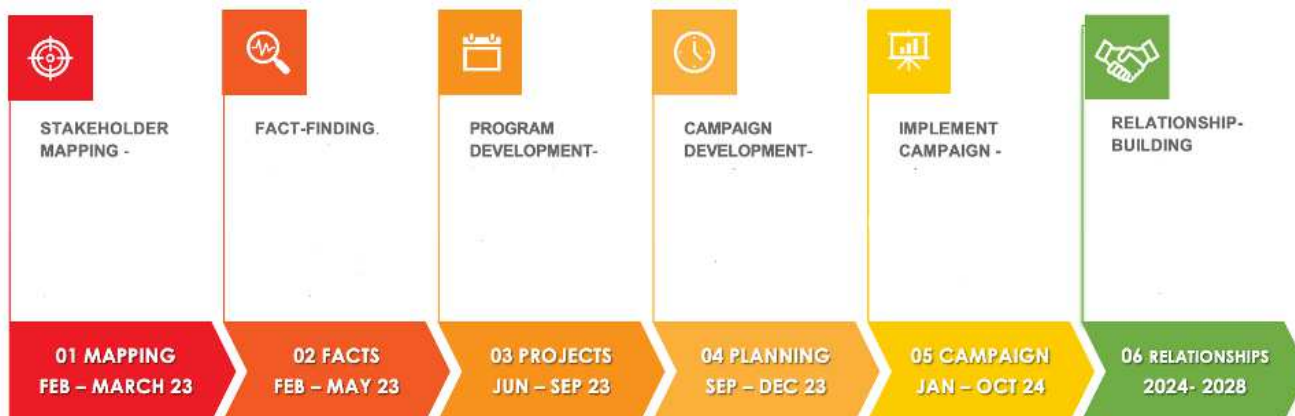 STAKEHOLDER
MAPPING -
FACT-FINDING.
PROGRAM
DEVELOPMENT-
CAMPAIGN
DEVELOPMENT-
IMPLEMENT
CAMPAIGN -
RELATIONSHIP-
BUILDING
01 MAPPING
FEB – MARCH 23
02 FACTS
FEB – MAY 23
03 PROJECTS
JUN – SEP 23
04 PLANNING
SEP – DEC 23
05 CAMPAIGN
JAN – OCT 24
06 RELATIONSHIPS
2024- 2028